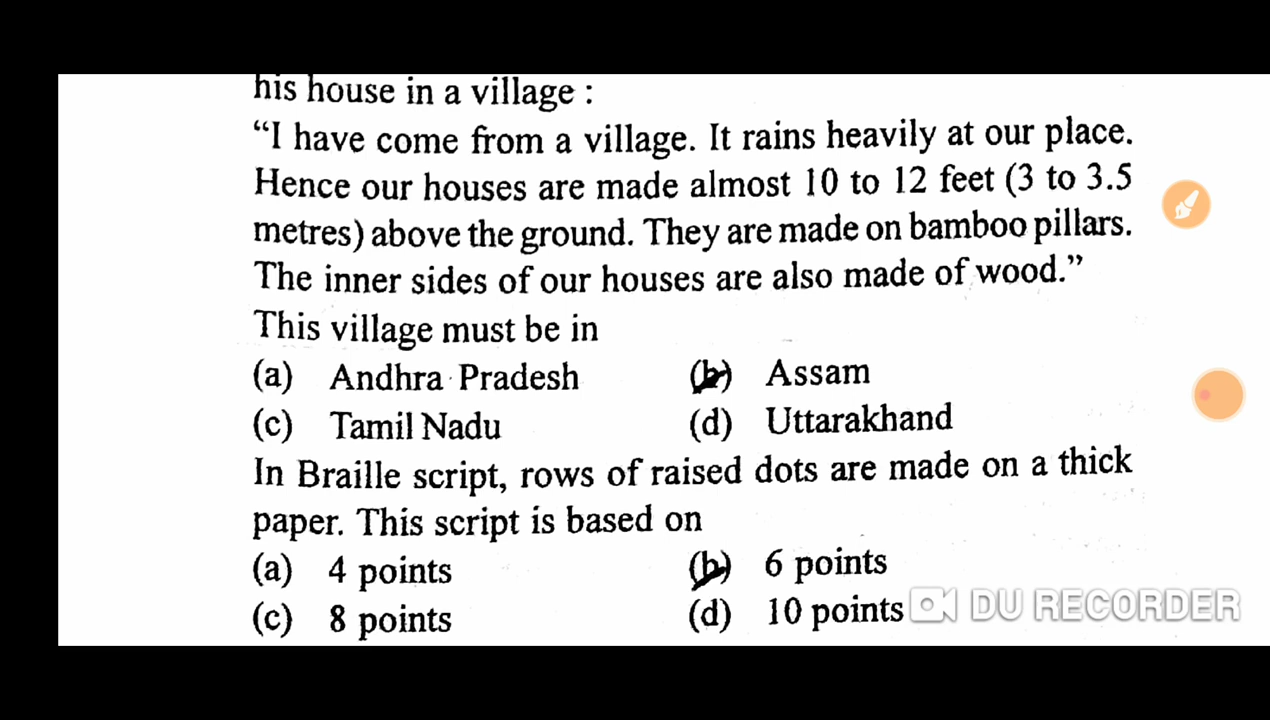 his house in a village :
“I have come from a village. It rains heavily at our place.
Hence our houses are made almost 10 to 12 feet (3 to 3.5
metres) above the ground. They are made on bamboo pillars.
The inner sides of our houses are also made of wood.”
This village must be in
(a) Andhra Pradesh (b) Assam
(c) Tamil Nadu (d) Uttarakhand
In Braille script, rows of raised dots are made on a thick
paper. This script is based on
(a) 4 points (b) 6 points
(c) 8 points (d) 10 points
DU RECORDER